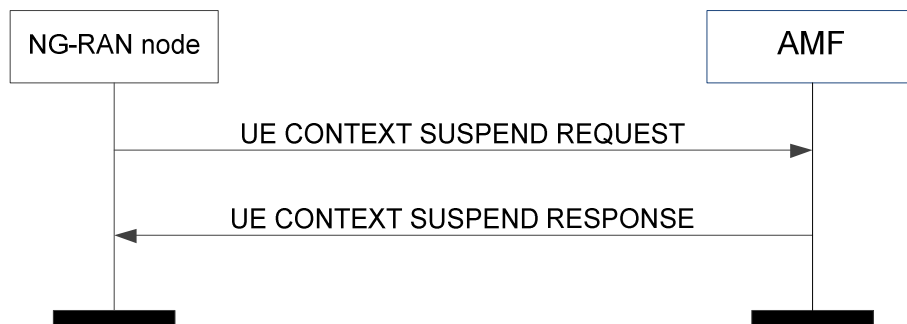 NG-RAN node
AMF
UE CONTEXT SUSPEND REQUEST
UE CONTEXT SUSPEND RESPONSE